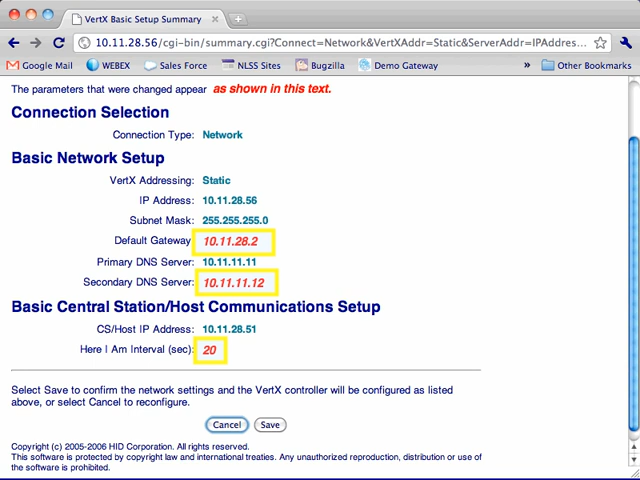 VertX Basic Setup Summary
10.11.28.56/cgi-bin/summary.cgi?Connect=Network&VertXAddr=Static&ServerAddr=IPAddres...
Google Mail WEBEX Sales Force NLSS Sites Bugzilla Demo Gateway » Other Bookmarks
The parameters that were changed appear as shown in this text.
Connection Selection
Connection Type: Network
Basic Network Setup
VertX Addressing: Static
IP Address: 10.11.28.56
Subnet Mask: 255.255.255.0
Default Gateway: 10.11.28.2
Primary DNS Server: 10.11.11.11
Secondary DNS Server: 10.11.11.12
Basic Central Station/Host Communications Setup
CS/Host IP Address: 10.11.28.51
Here I Am Interval (sec): 20
Select Save to confirm the network settings and the VertX controller will be configured as listed
above, or select Cancel to reconfigure.
Cancel Save
Copyright (c) 2005-2006 HID Corporation. All rights reserved.
This software is protected by copyright law and international treaties. Any unauthorized reproduction, distribution or use of
the software is prohibited.